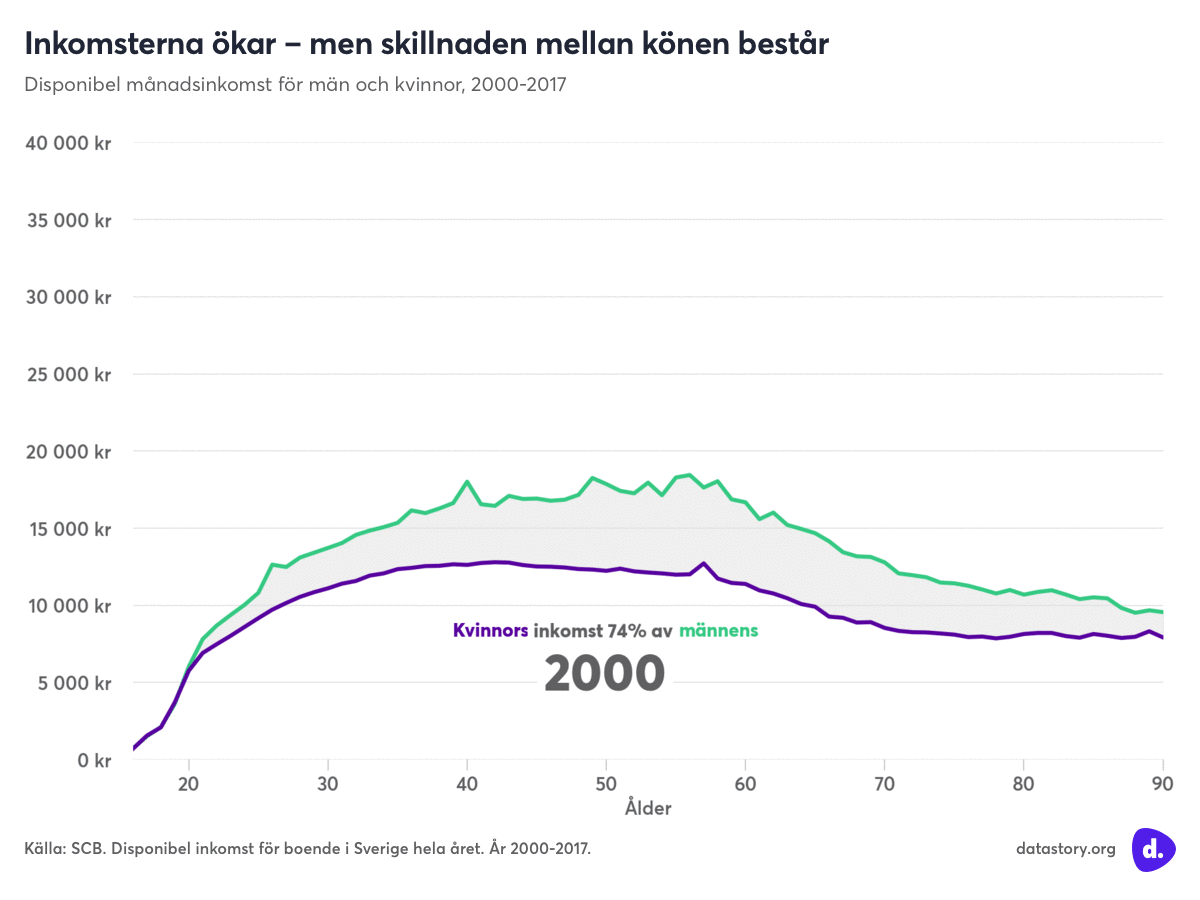 Inkomsterna ökar – men skillnaden mellan könen består
Disponibel månadsinkomst för män och kvinnor, 2000-2017
40 000 kr
35 000 kr
30 000 kr
25 000 kr
20 000 kr
15 000 kr
10 000 kr
5 000 kr
0 kr
Kvinnors inkomst 74% av männens
2000
20 30 40 50 60 70 80 90
Ålder
Källa: SCB. Disponibel inkomst för boende i Sverige hela året. År 2000-2017.
datastory.org d.